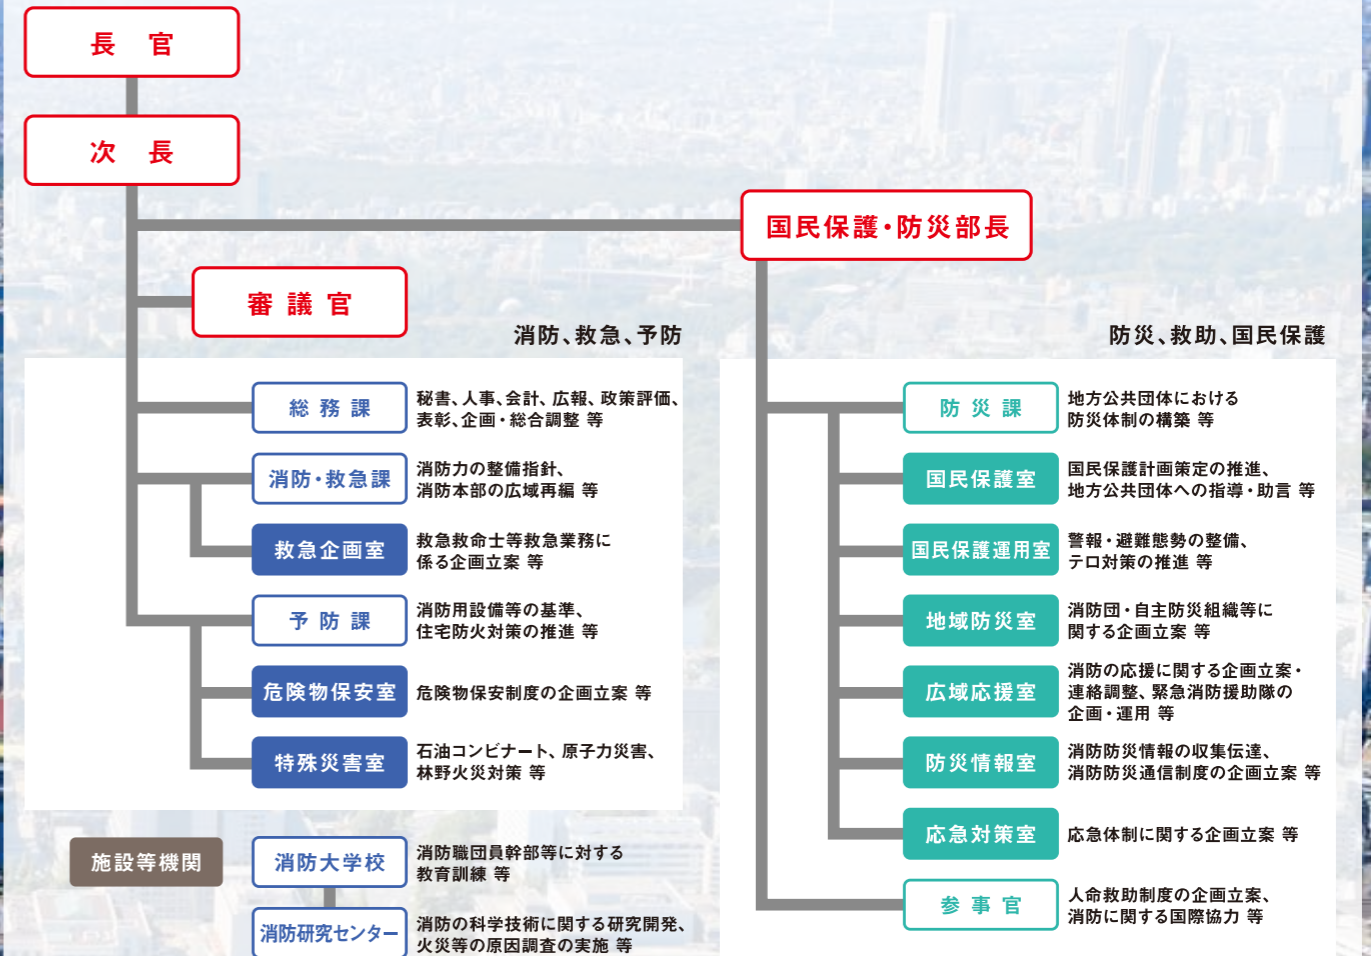 長官
次長
国民保護・防災部長
審議官
消防、救急、予防
総務課
秘書、人事、会計、広報、政策評価、
表彰、企画・総合調整 等
消防・救急課
消防力の整備指針、
消防本部の広域再編 等
救急企画室
救急救命士等救急業務に
係る企画立案 等
予防課
消防用設備等の基準、
住宅防火対策の推進 等
危険物保安室
危険物保安制度の企画立案 等
特殊災害室
石油コンビナート、原子力災害、
林野火災対策 等
施設等機関
消防大学校
消防職団員幹部等に対する
教育訓練 等
消防研究センター
消防の科学技術に関する研究開発、
火災等の原因調査の実施 等
防災、救助、国民保護
防災課
地方公共団体における
防災体制の構築 等
国民保護室
国民保護計画策定の推進、
地方公共団体への指導・助言 等
国民保護運用室
警報・避難態勢の整備、
テロ対策の推進 等
地域防災室
消防団・自主防災組織等に
関する企画立案 等
広域応援室
消防の応援に関する企画立案・
連絡調整、緊急消防援助隊の
企画・運用 等
防災情報室
消防防災情報の収集伝達、
消防防災通信制度の企画立案 等
応急対策室
応急体制に関する企画立案 等
参事官
人命救助制度の企画立案、
消防に関する国際協力 等